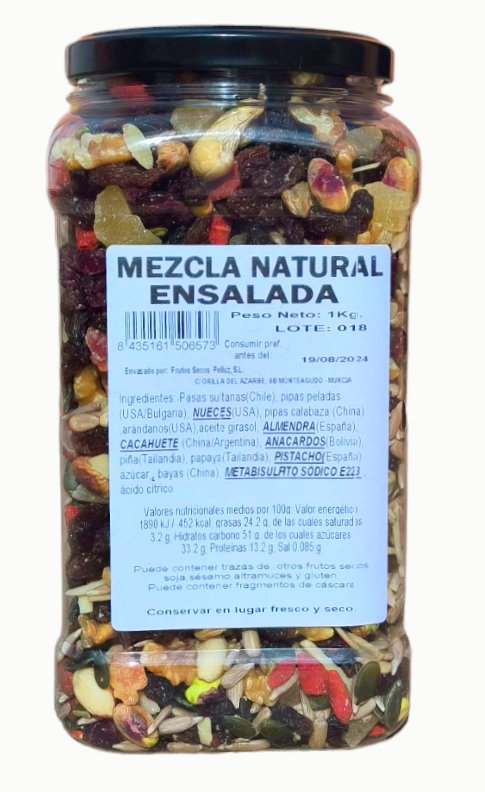 MEZCLA NATURAL
ENSALADA
Peso Neto: 1Kg.
LOTE: 018
8 435161 506573
Consumir pref.
antes del:
19/08/2024
Envasado por: Frutos Secos Pelluz, S.L.
C/ORILLA DEL AZARBE, 9B MONTEAGUDO - MURCIA
Ingredientes: Pasas sultanas(Chile), pipas peladas
(USA/Bulgaria), NUECES(USA), pipas calabaza (China)
,arandanos(USA),aceite girasol, ALMENDRA(España),
CACAHUETE (China/Argentina), ANACARDOS(Bolivia),
piña(Tailandia), papaya(Tailandia), PISTACHO(España)
azúcar, bayas (China), METABISULFITO SODICO E223 ,
ácido cítrico
Valores nutricionales medios por 100g: Valor energético
1890 kJ / 452 kcal, grasas 24.2 g, de las cuales saturadas
3.2 g, Hidratos carbono 51 g, de los cuales azúcares
33.2 g; Proteínas 13.2 g; Sal 0.085 g
Puede contener trazas de :otros frutos secos
soja,sésamo,altramuces y gluten.
Puede contener fragmentos de cáscara
Conservar en lugar fresco y seco.